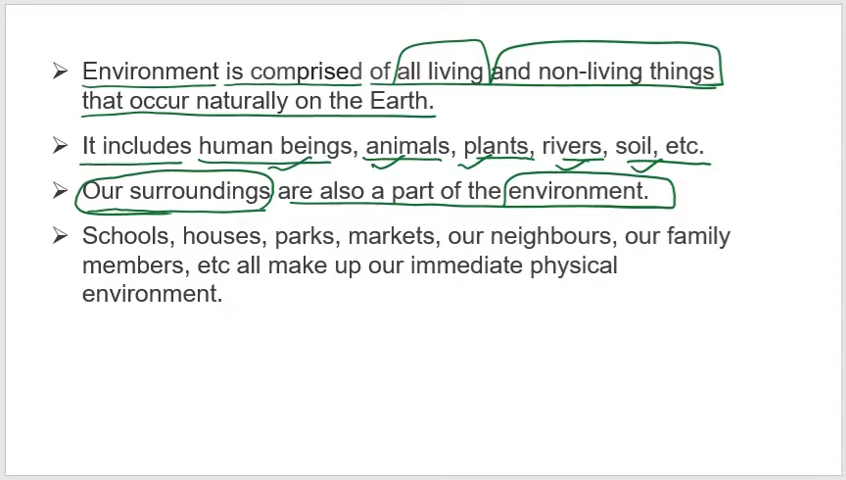 ➢ Environment is comprised of all living and non-living things
that occur naturally on the Earth.
➢ It includes human beings, animals, plants, rivers, soil, etc.
➢ Our surroundings are also a part of the environment.
➢ Schools, houses, parks, markets, our neighbours, our family
members, etc all make up our immediate physical
environment.